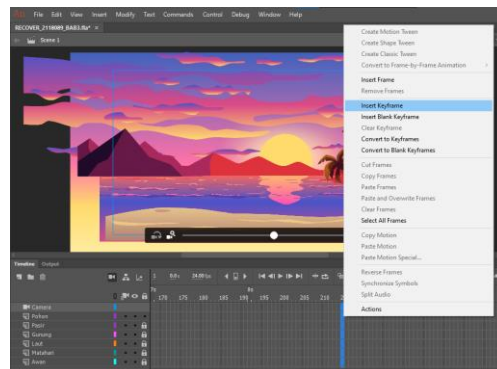 File Edit View Insert Modify Text Commands Control Debug Window Help
RECOVER_2118089_BAB3.fla* ×
Scene 1
Create Motion Tween
Create Shape Tween
Create Classic Tween
Convert to Frame-by-Frame Animation
Insert Frame
Remove Frames
Insert Keyframe
Insert Blank Keyframe
Clear Keyframe
Convert to Keyframes
Convert to Blank Keyframes
Cut Frames
Copy Frames
Paste Frames
Paste and Overwrite Frames
Clear Frames
Select All Frames
Copy Motion
Paste Motion
Paste Motion Special...
Reverse Frames
Synchronize Symbols
Split Audio
Actions
Timeline Output
170 175 180 185 190 195 200 205 210
Camera
Pohon
Pasir
Gunung
Laut
Matahari
Awan